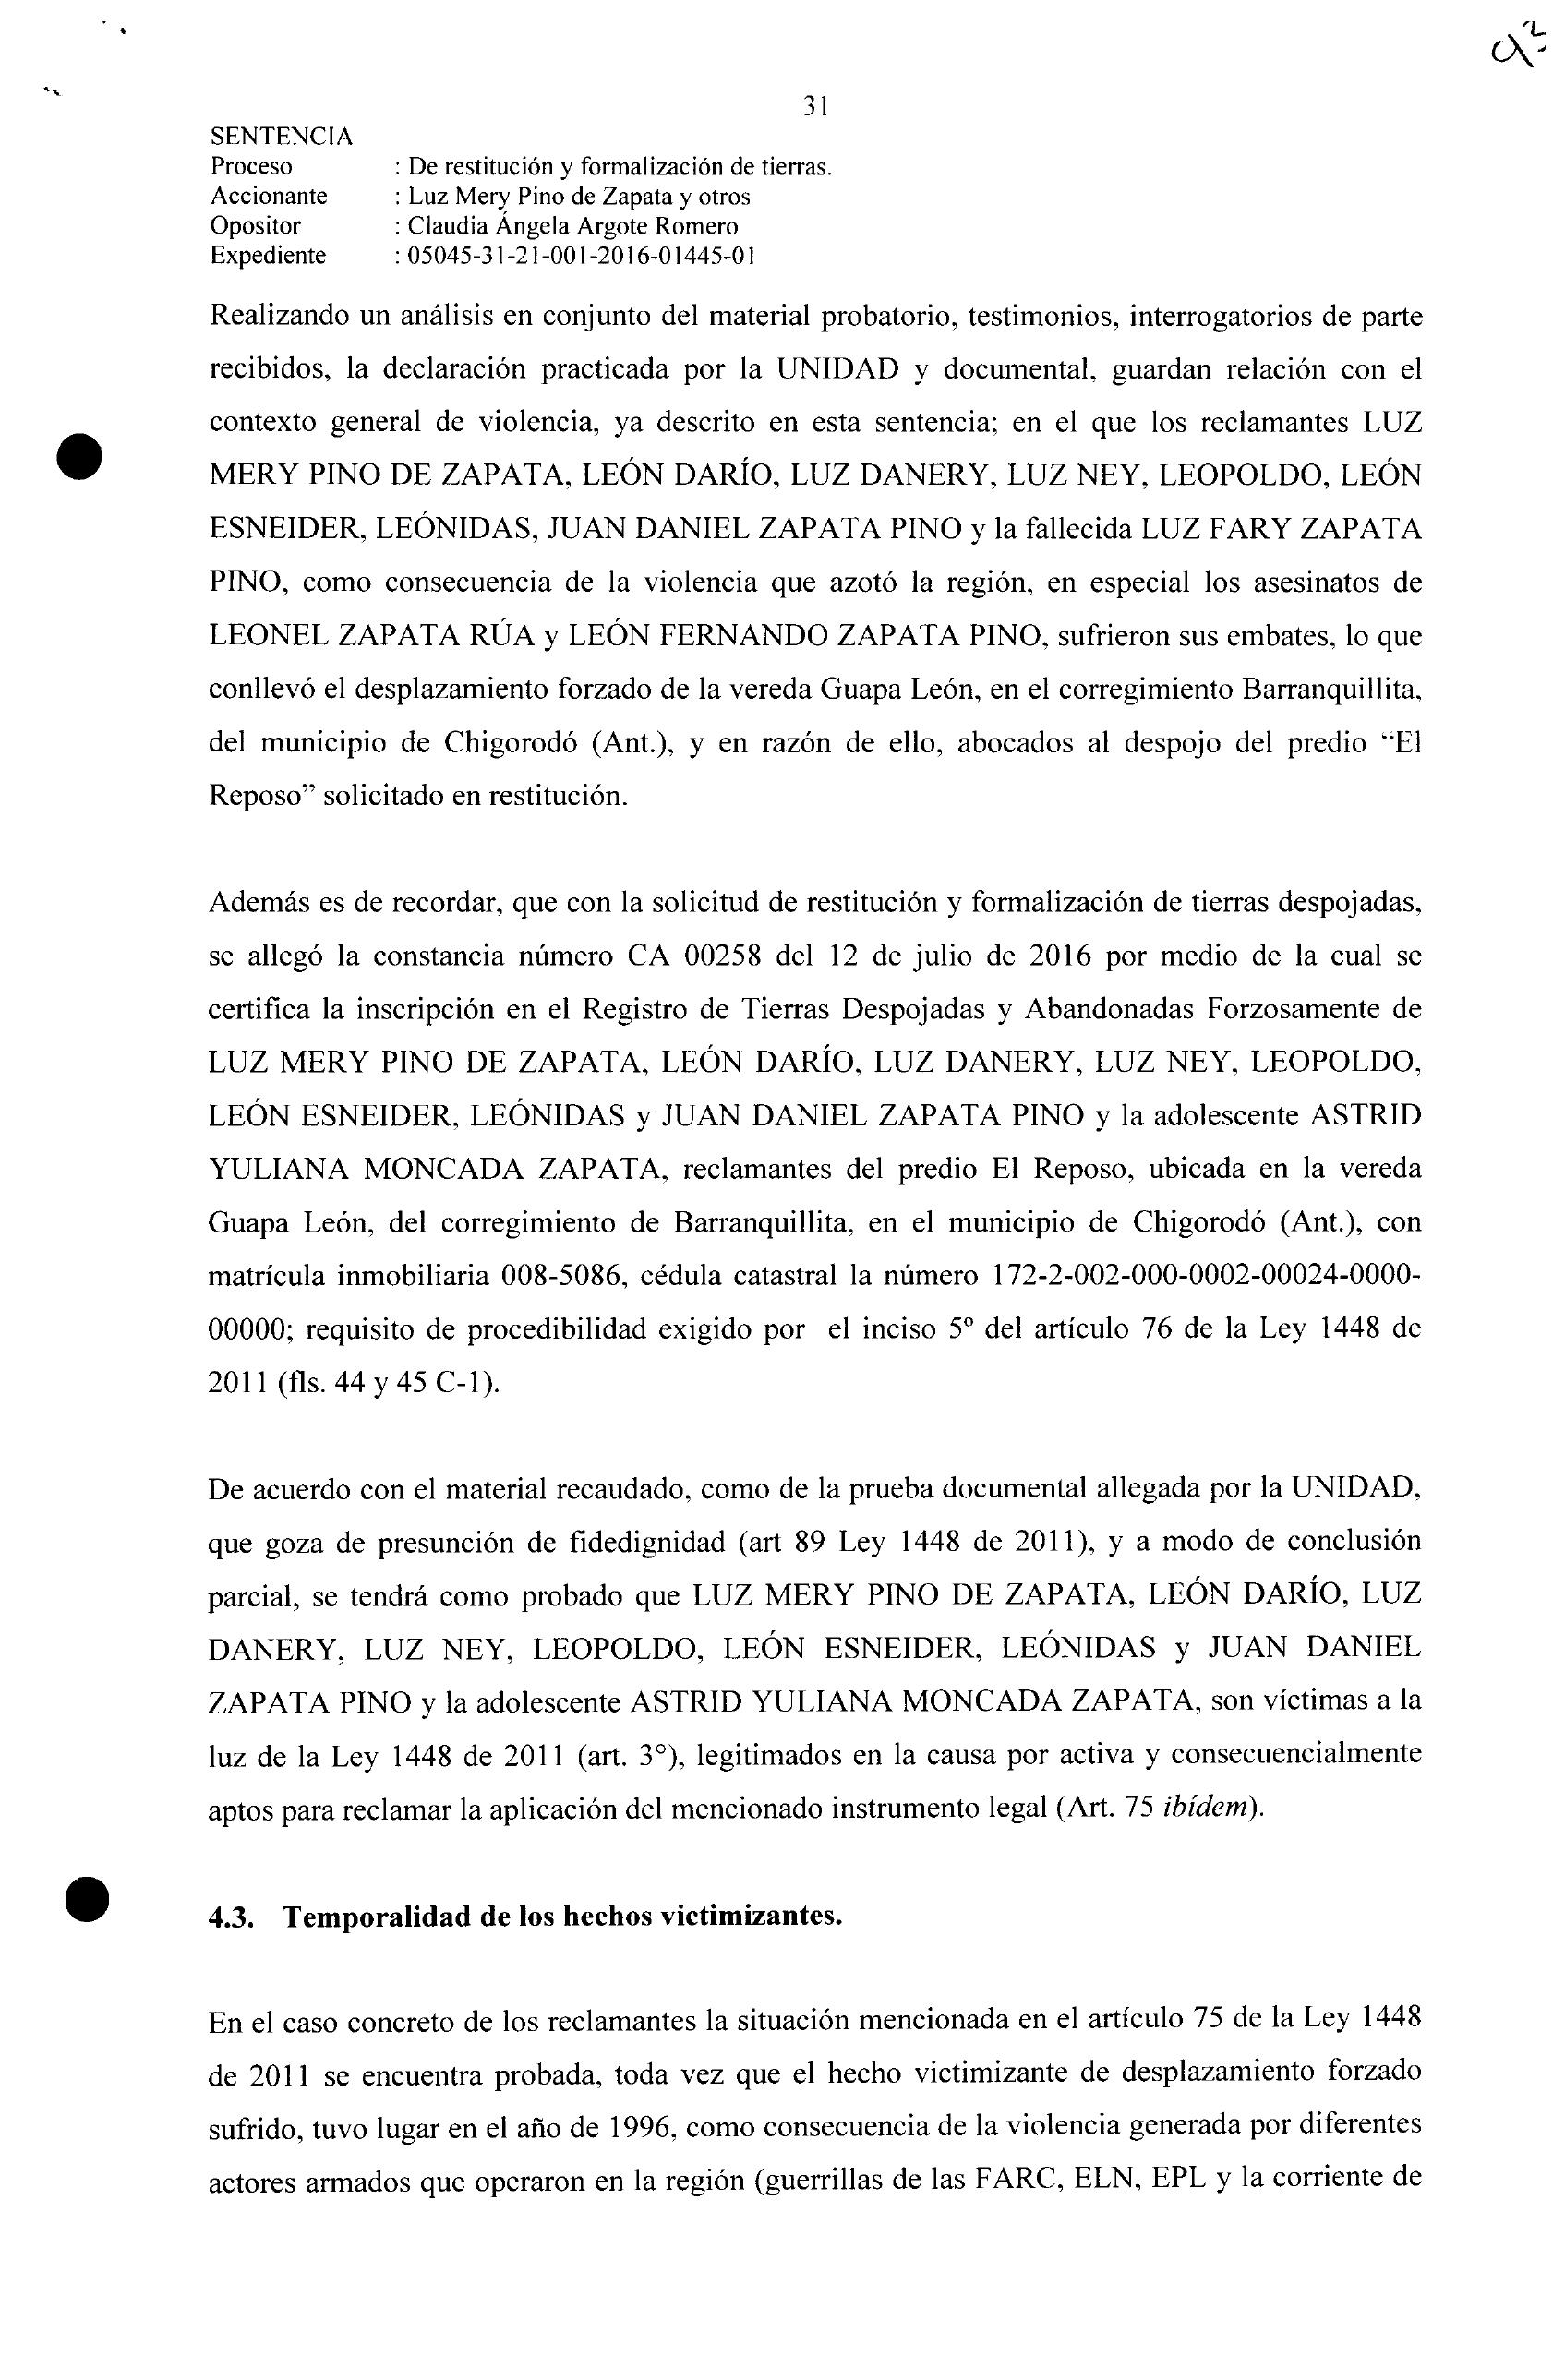 31
SENTENCIA
Proceso : De restitución y formalización de tierras.
Accionante : Luz Mery Pino de Zapata y otros
Opositor : Claudia Ángela Argote Romero
Expediente : 05045-31-21-001-2016-01445-01
Realizando un análisis en conjunto del material probatorio, testimonios, interrogatorios de parte
recibidos, la declaración practicada por la UNIDAD y documental, guardan relación con el
contexto general de violencia, ya descrito en esta sentencia; en el que los reclamantes LUZ
MERY PINO DE ZAPATA, LEÓN DARÍO, LUZ DANERY, LUZ NEY, LEOPOLDO, LEÓN
ESNEIDER, LEÓNIDAS, JUAN DANIEL ZAPATA PINO y la fallecida LUZ FARY ZAPATA
PINO, como consecuencia de la violencia que azotó la región, en especial los asesinatos de
LEONEL ZAPATA RÚA y LEÓN FERNANDO ZAPATA PINO, sufrieron sus embates, lo que
conllevó el desplazamiento forzado de la vereda Guapa León, en el corregimiento Barranquillita,
del municipio de Chigorodó (Ant.), y en razón de ello, abocados al despojo del predio “El
Reposo” solicitado en restitución.
Además es de recordar, que con la solicitud de restitución y formalización de tierras despojadas,
se allegó la constancia número CA 00258 del 12 de julio de 2016 por medio de la cual se
certifica la inscripción en el Registro de Tierras Despojadas y Abandonadas Forzosamente de
LUZ MERY PINO DE ZAPATA, LEÓN DARÍO, LUZ DANERY, LUZ NEY, LEOPOLDO,
LEÓN ESNEIDER, LEÓNIDAS y JUAN DANIEL ZAPATA PINO y la adolescente ASTRID
YULIANA MONCADA ZAPATA, reclamantes del predio El Reposo, ubicada en la vereda
Guapa León, del corregimiento de Barranquillita, en el municipio de Chigorodó (Ant.), con
matrícula inmobiliaria 008-5086, cédula catastral la número 172-2-002-000-0002-00024-0000-
00000; requisito de procedibilidad exigido por el inciso 5º del artículo 76 de la Ley 1448 de
2011 (fls. 44 y 45 C-1).
De acuerdo con el material recaudado, como de la prueba documental allegada por la UNIDAD,
que goza de presunción de fidedignidad (art 89 Ley 1448 de 2011), y a modo de conclusión
parcial, se tendrá como probado que LUZ MERY PINO DE ZAPATA, LEÓN DARÍO, LUZ
DANERY, LUZ NEY, LEOPOLDO, LEÓN ESNEIDER, LEÓNIDAS y JUAN DANIEL
ZAPATA PINO y la adolescente ASTRID YULIANA MONCADA ZAPATA, son víctimas a la
luz de la Ley 1448 de 2011 (art. 3°), legitimados en la causa por activa y consecuencialmente
aptos para reclamar la aplicación del mencionado instrumento legal (Art. 75 ibídem).
4.3. Temporalidad de los hechos victimizantes.
En el caso concreto de los reclamantes la situación mencionada en el artículo 75 de la Ley 1448
de 2011 se encuentra probada, toda vez que el hecho victimizante de desplazamiento forzado
sufrido, tuvo lugar en el año de 1996, como consecuencia de la violencia generada por diferentes
actores armados que operaron en la región (guerrillas de las FARC, ELN, EPL y la corriente de